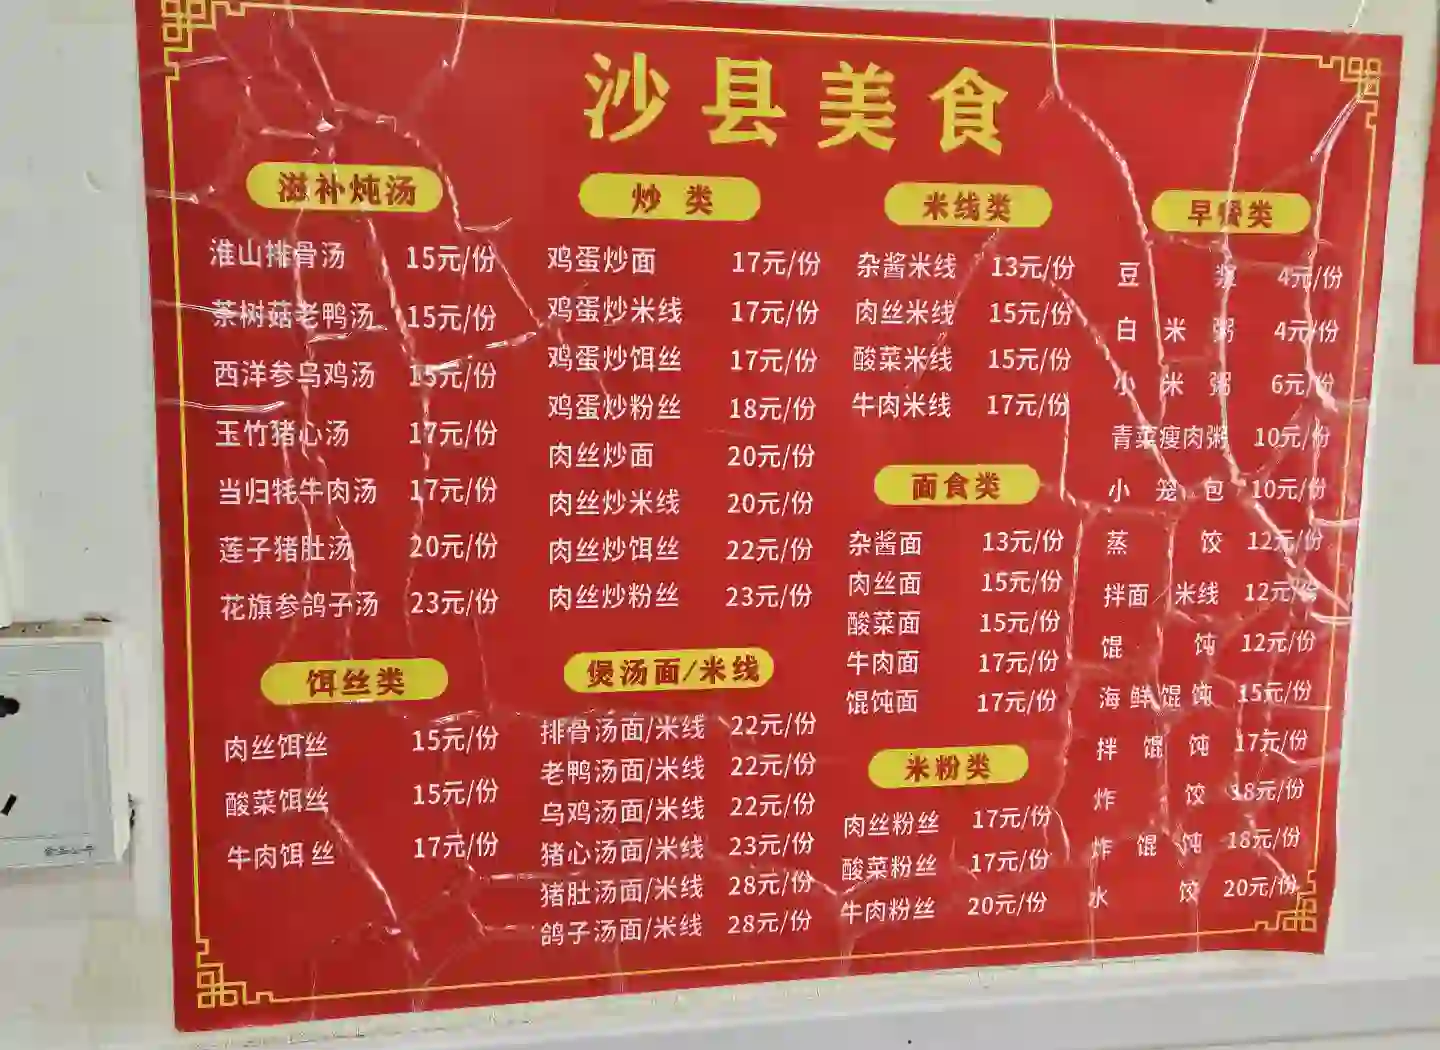 沙县美食
滋补炖汤
淮山排骨汤 15元/份
茶树菇老鸭汤 15元/份
西洋参乌鸡汤 15元/份
玉竹猪心汤 17元/份
当归牦牛肉汤 17元/份
莲子猪肚汤 20元/份
花旗参鸽子汤 23元/份
饵丝类
肉丝饵丝 15元/份
酸菜饵丝 15元/份
牛肉饵丝 17元/份
炒类
鸡蛋炒面 17元/份
鸡蛋炒米线 17元/份
鸡蛋炒饵丝 17元/份
鸡蛋炒粉丝 18元/份
肉丝炒面 20元/份
肉丝炒米线 20元/份
肉丝炒饵丝 22元/份
肉丝炒粉丝 23元/份
煲汤面/米线
排骨汤面/米线 22元/份
老鸭汤面/米线 22元/份
乌鸡汤面/米线 22元/份
猪心汤面/米线 23元/份
猪肚汤面/米线 28元/份
鸽子汤面/米线 28元/份
米线类
杂酱米线 13元/份
肉丝米线 15元/份
酸菜米线 15元/份
牛肉米线 17元/份
面食类
杂酱面 13元/份
肉丝面 15元/份
酸菜面 15元/份
牛肉面 17元/份
馄饨面 17元/份
米粉类
肉丝粉丝 17元/份
酸菜粉丝 17元/份
牛肉粉丝 20元/份
早餐类
豆浆 4元/份
白米粥 4元/份
小米粥 6元/份
青菜瘦肉粥 10元/份
小笼包 10元/份
蒸饺 12元/份
拌面 米线 12元/份
馄饨 12元/份
海鲜馄饨 15元/份
拌馄饨 17元/份
炸饺 18元/份
炸馄饨 18元/份
水饺 20元/份